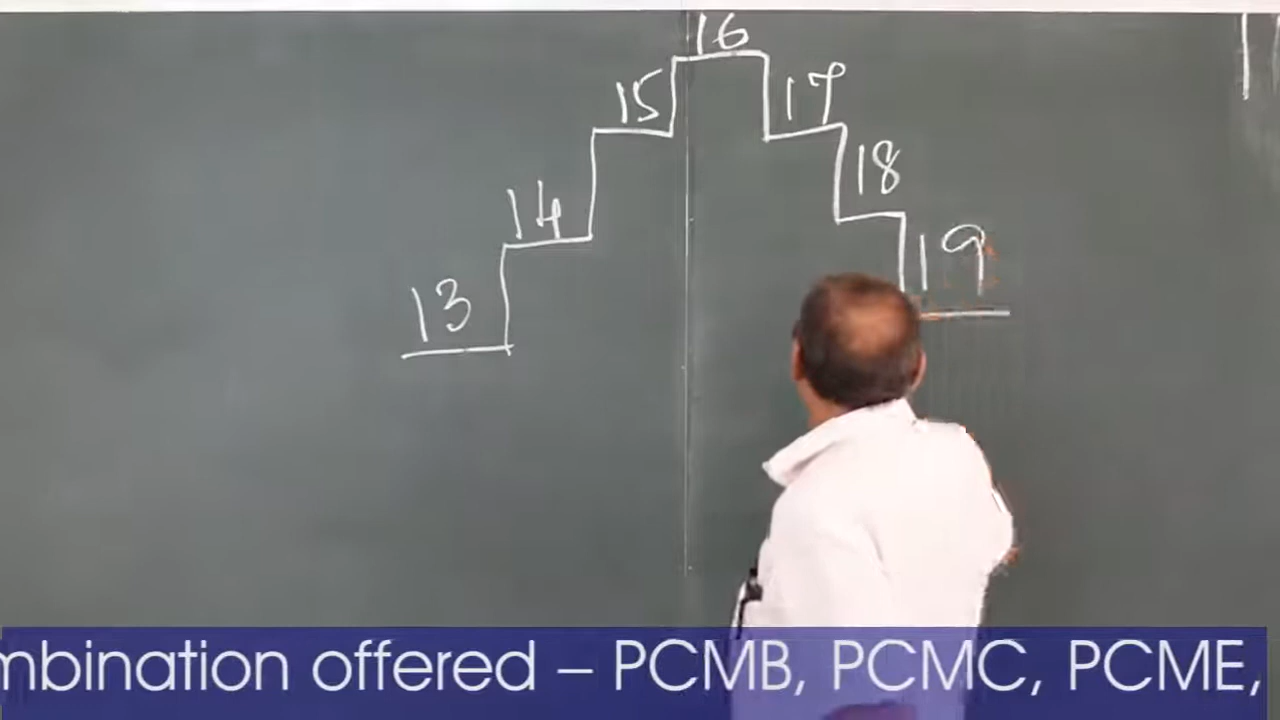 16
15 17
14 18
13 19
mbination offered – PCMB, PCMC, PCME,